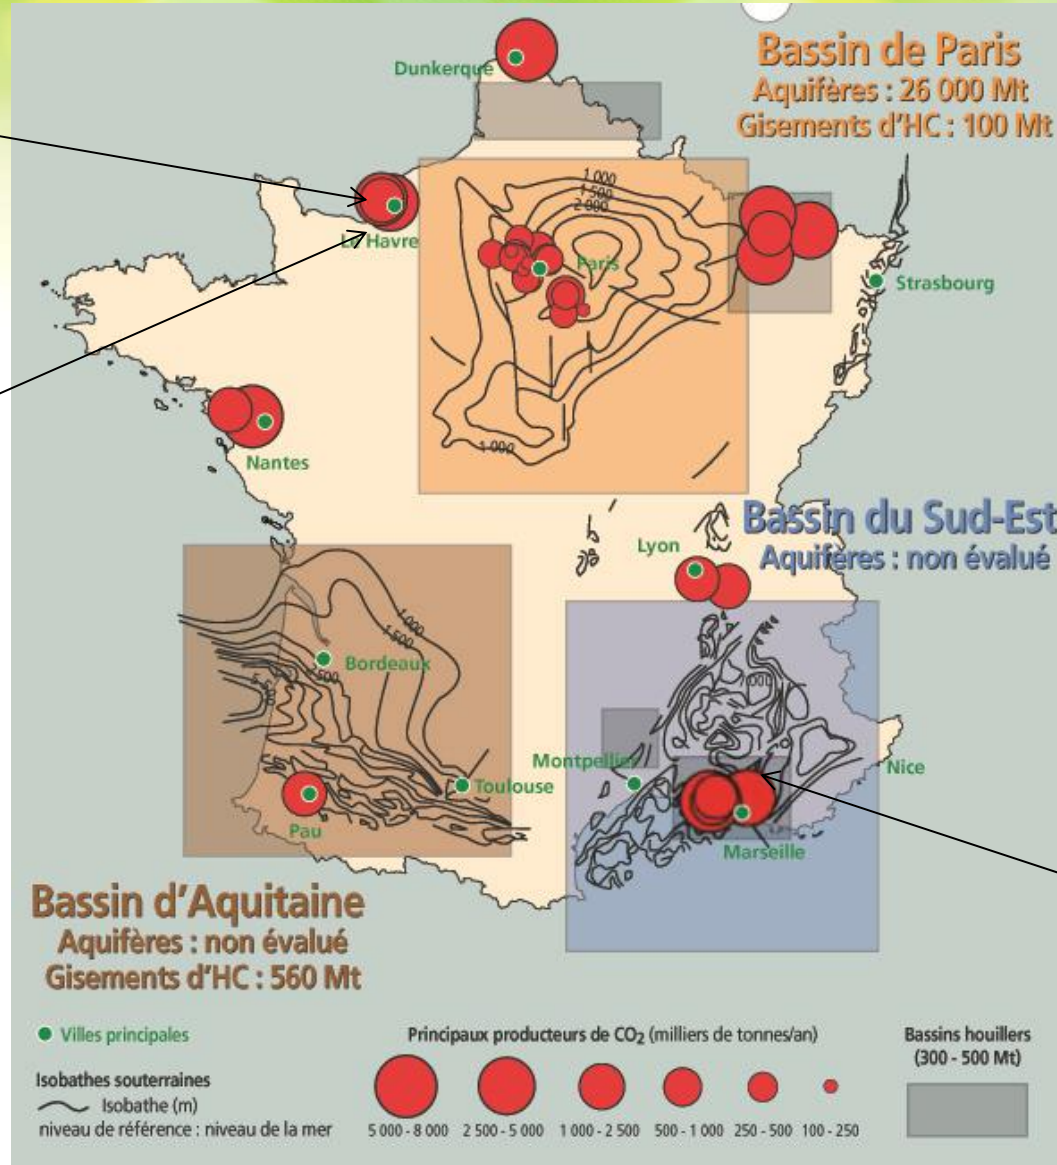 Bassin de Paris
Aquifères : 26 000 Mt
Gisements d'HC : 100 Mt
Dunkerque
1 000
1 500
2 000
Le Havre
Paris
Strasbourg
1 000
Nantes
Bassin du Sud-Est
Aquifères : non évalué
Lyon
1 000
1 500
Bordeaux
Montpellier
Nice
Toulouse
Pau
Marseille
Bassin d'Aquitaine
Aquifères : non évalué
Gisements d'HC : 560 Mt
Villes principales
Isobathes souterraines
Isobathe (m)
niveau de référence : niveau de la mer
Principaux producteurs de CO₂ (milliers de tonnes/an)
5 000 - 8 000 2 500 - 5 000 1 000 - 2 500 500 - 1 000 250 - 500 100 - 250
Bassins houillers
(300 - 500 Mt)